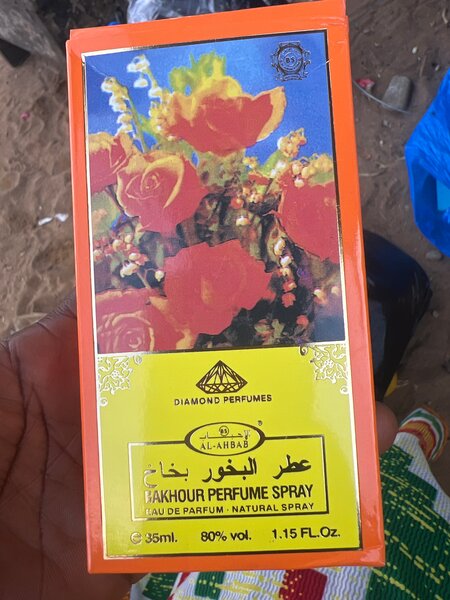 DIAMOND PERFUMES
الأحباب
AL-AHBAB ®
عطر البخور بخاخ
BAKHOUR PERFUME SPRAY
EAU DE PARFUM · NATURAL SPRAY
℮ 35ml. 80% vol. 1.15 FL.Oz.